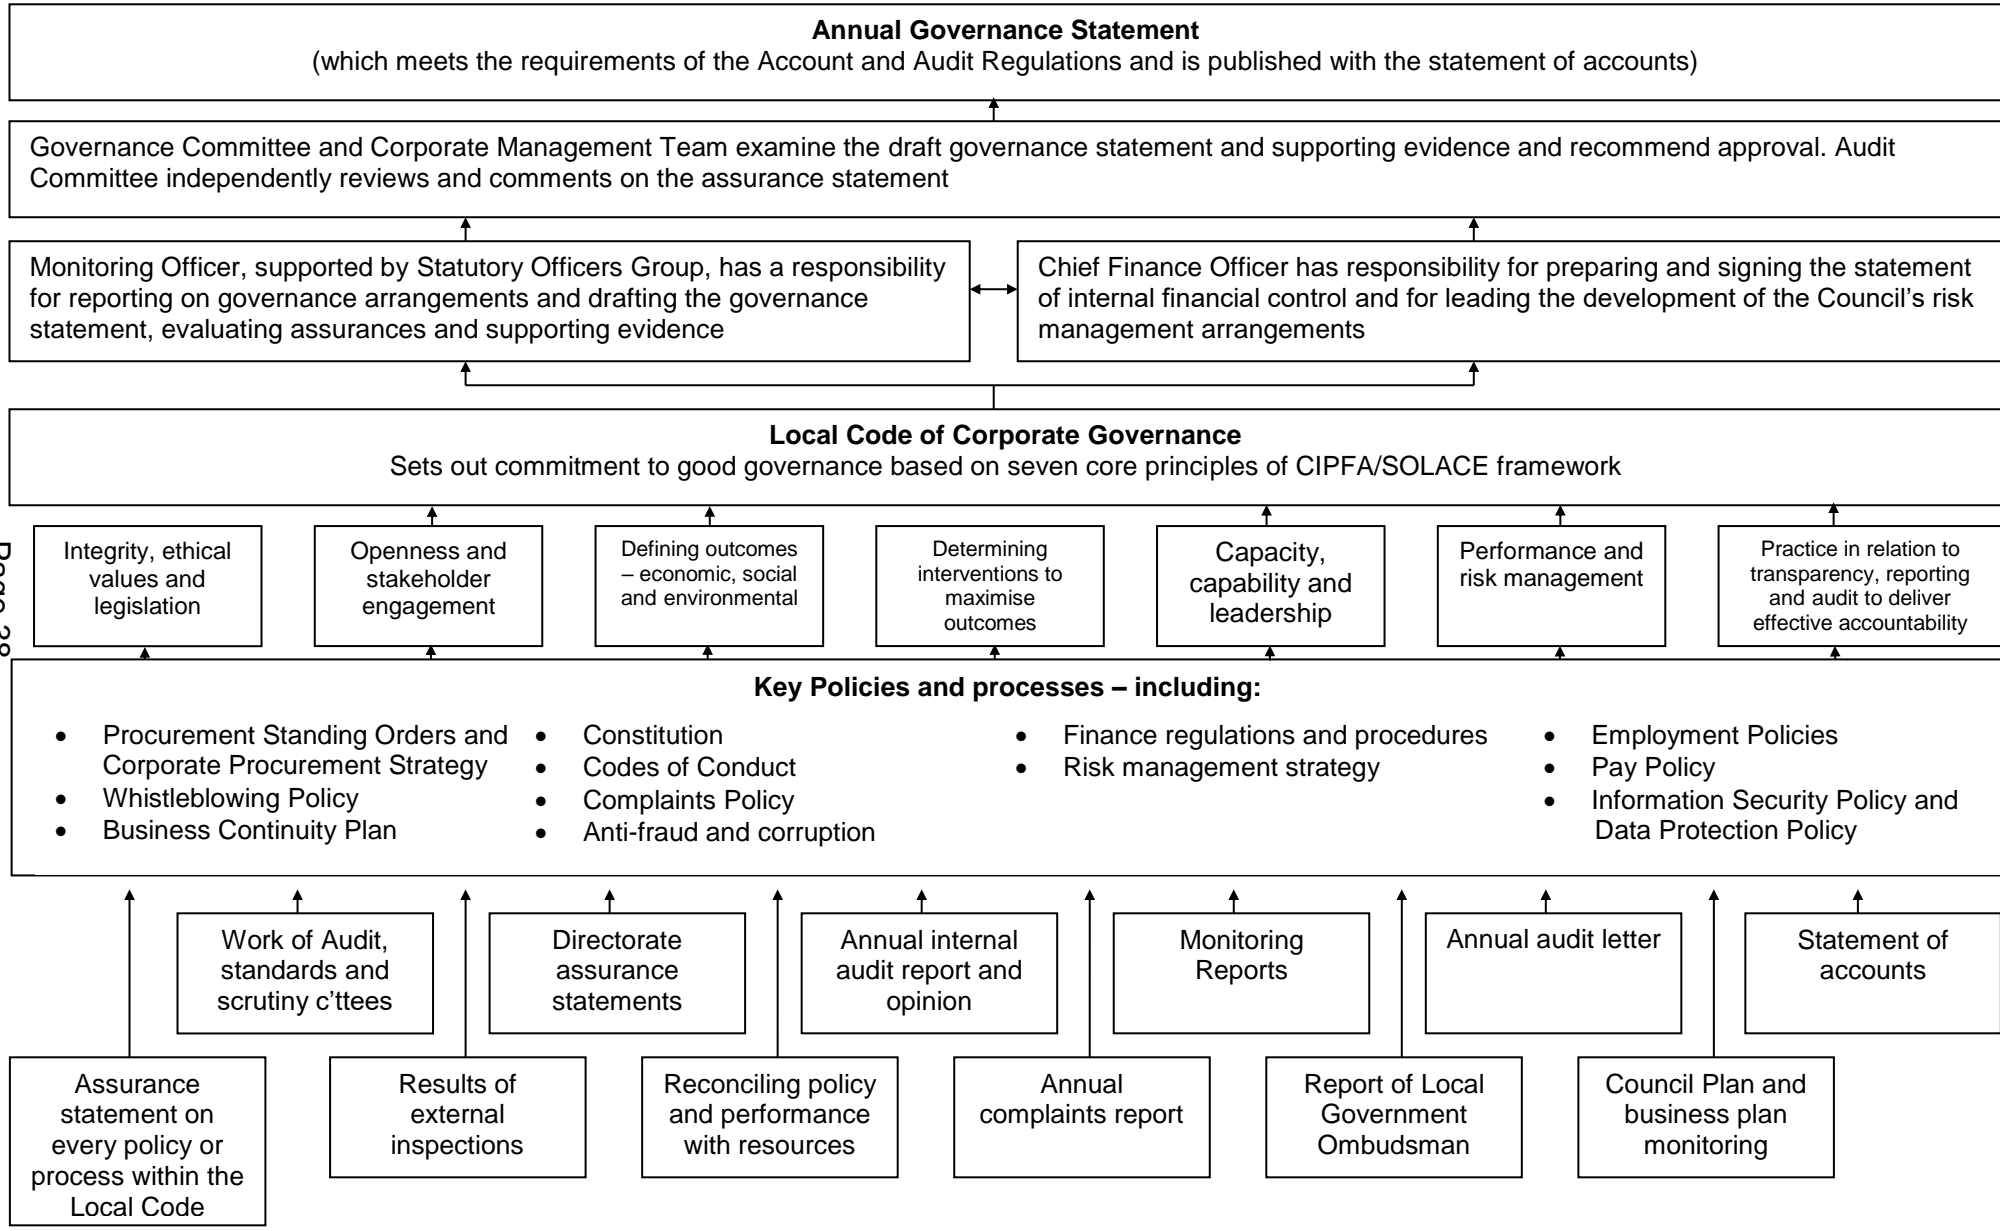 Annual Governance Statement
(which meets the requirements of the Account and Audit Regulations and is published with the statement of accounts)
Governance Committee and Corporate Management Team examine the draft governance statement and supporting evidence and recommend approval. Audit
Committee independently reviews and comments on the assurance statement
Monitoring Officer, supported by Statutory Officers Group, has a responsibility
for reporting on governance arrangements and drafting the governance
statement, evaluating assurances and supporting evidence
Chief Finance Officer has responsibility for preparing and signing the statement
of internal financial control and for leading the development of the Council's risk
management arrangements
Local Code of Corporate Governance
Sets out commitment to good governance based on seven core principles of CIPFA/SOLACE framework
Integrity, ethical
values and
legislation
Openness and
stakeholder
engagement
Defining outcomes
– economic, social
and environmental
Determining
interventions to
maximise
outcomes
Capacity,
capability and
leadership
Performance and
risk management
Practice in relation to
transparency, reporting
and audit to deliver
effective accountability
Key Policies and processes – including:
• Procurement Standing Orders and
Corporate Procurement Strategy
• Whistleblowing Policy
• Business Continuity Plan
• Constitution
• Codes of Conduct
• Complaints Policy
• Anti-fraud and corruption
• Finance regulations and procedures
• Risk management strategy
• Employment Policies
• Pay Policy
• Information Security Policy and
Data Protection Policy
Work of Audit,
standards and
scrutiny c'ttees
Directorate
assurance
statements
Annual internal
audit report and
opinion
Monitoring
Reports
Annual audit letter
Statement of
accounts
Assurance
statement on
every policy or
process within the
Local Code
Results of
external
inspections
Reconciling policy
and performance
with resources
Annual
complaints report
Report of Local
Government
Ombudsman
Council Plan and
business plan
monitoring